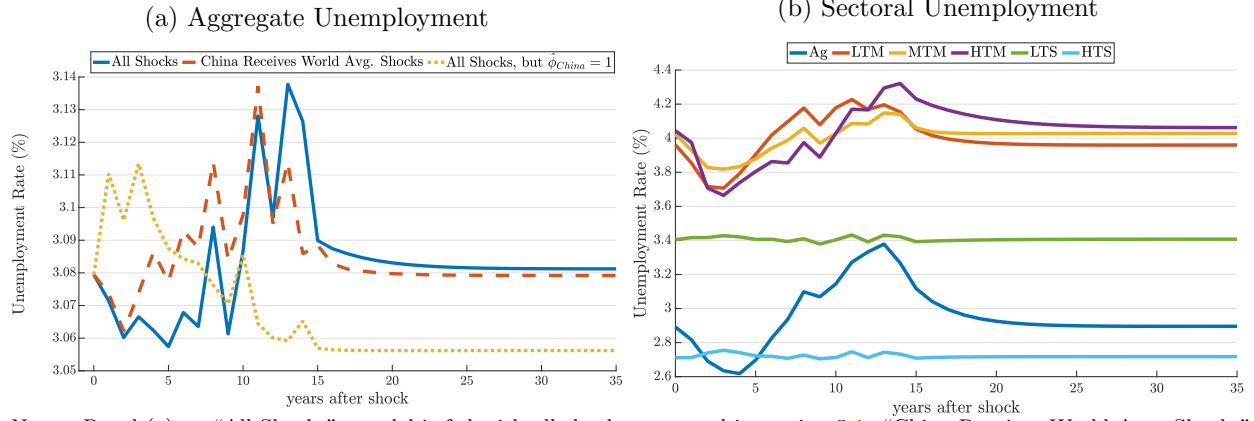 (a) Aggregate Unemployment
All Shocks China Receives World Avg. Shocks All Shocks, but φ̂_China = 1
Unemployment Rate (%)
3.14
3.13
3.12
3.11
3.1
3.09
3.08
3.07
3.06
3.05
0 5 10 15 20 25 30 35
years after shock
(b) Sectoral Unemployment
Ag LTM MTM HTM LTS HTS
Unemployment Rate (%)
4.4
4.2
4
3.8
3.6
3.4
3.2
3
2.8
2.6
0 5 10 15 20 25 30 35
years after shock